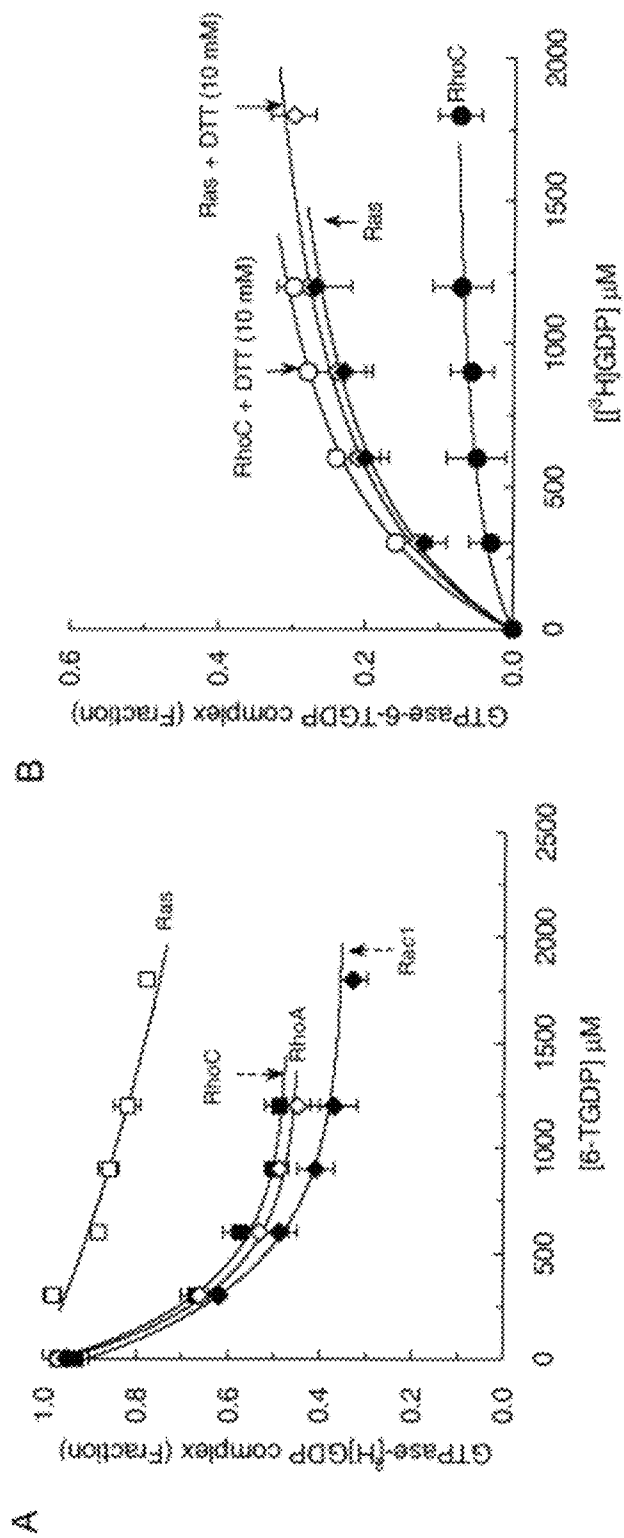 A
GTPase-[³H]GDP complex (Fraction)
1.0
0.8
0.6
0.4
0.2
0.0
Ras
RhoC
RhoA
Rac1
0 500 1000 1500 2000 2500
[6-TGDP] μM
B
GTPase-6-TGDP complex (Fraction)
0.6
0.4
0.2
0.0
RhoC + DTT (10 mM)
Ras + DTT (10 mM)
Ras
RhoC
0 500 1000 1500 2000
[[³H]GDP] μM